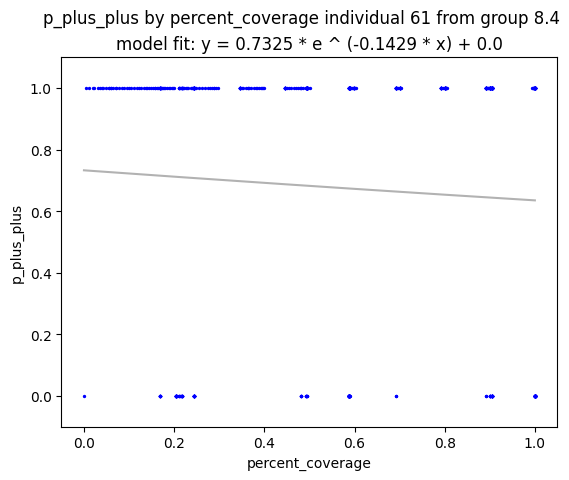 p_plus_plus by percent_coverage individual 61 from group 8.4
model fit: y = 0.7325 * e ^ (-0.1429 * x) + 0.0
1.0
0.8
0.6
0.4
0.2
0.0
p_plus_plus
0.0 0.2 0.4 0.6 0.8 1.0
percent_coverage